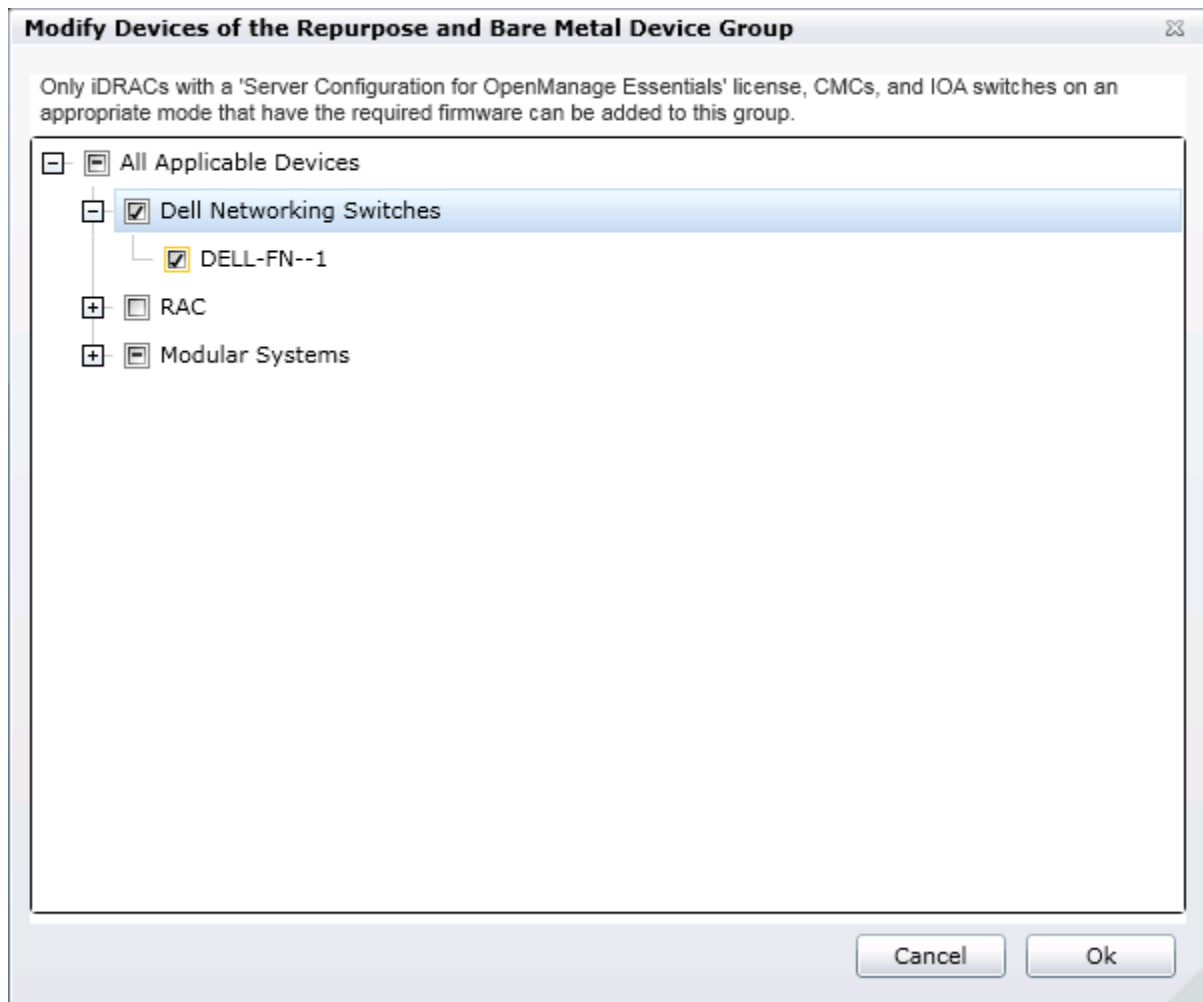 Modify Devices of the Repurpose and Bare Metal Device Group
Only iDRACs with a 'Server Configuration for OpenManage Essentials' license, CMCs, and IOA switches on an
appropriate mode that have the required firmware can be added to this group.
All Applicable Devices
Dell Networking Switches
DELL-FN--1
RAC
Modular Systems
Cancel
Ok